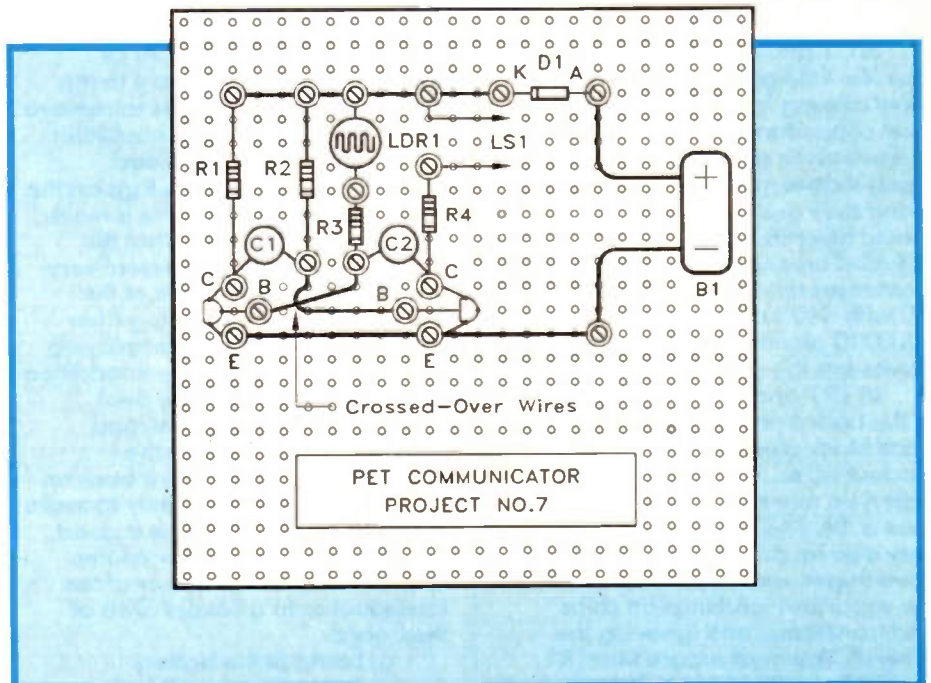 K D1 A
LDR1 LS1
R1 R2
R3 R4
+
C1 C2
−
C B B C
B1
E E
Crossed-Over Wires
PET COMMUNICATOR
PROJECT NO.7